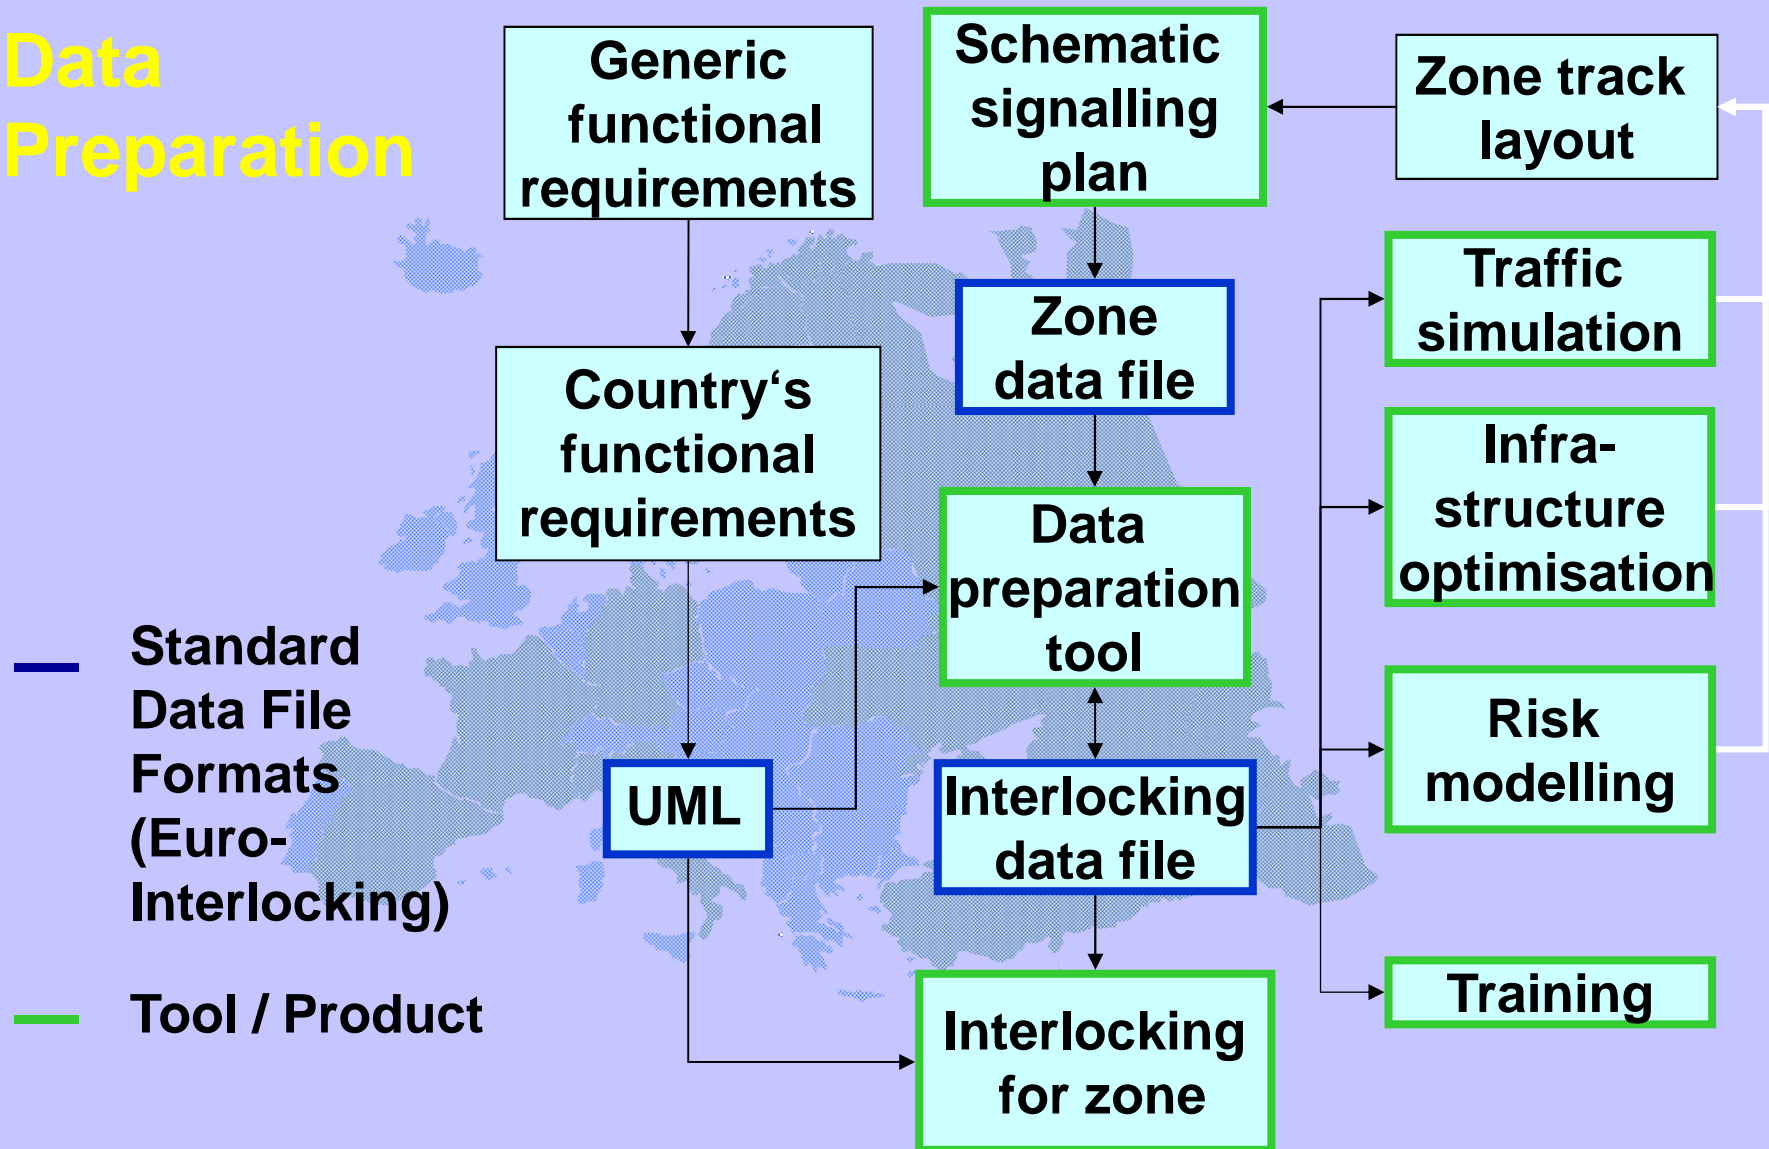 Data
Preparation
Generic
functional
requirements
Schematic
signalling
plan
Zone track
layout
Country‘s
functional
requirements
Zone
data file
Traffic
simulation
Infra-
structure
optimisation
Data
preparation
tool
Standard
Data File
Formats
(Euro-
Interlocking)
UML
Interlocking
data file
Risk
modelling
Tool / Product
Interlocking
for zone
Training